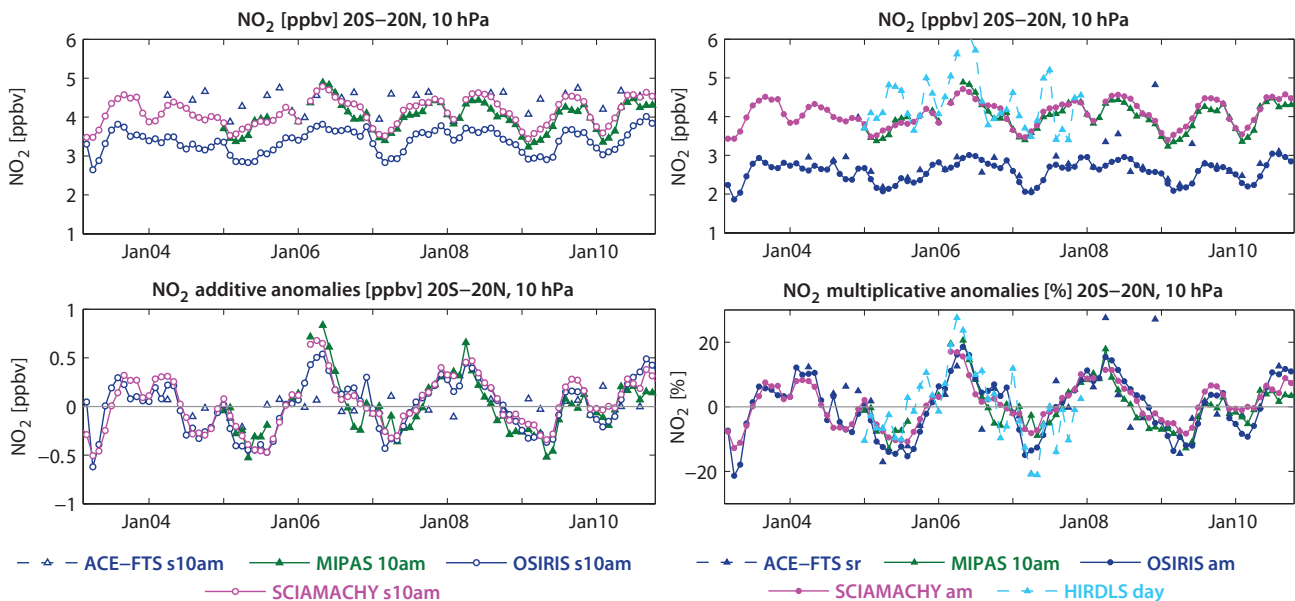 NO₂ [ppbv] 20S−20N, 10 hPa
NO₂ [ppbv]
6
5
4
3
2
1
Jan04 Jan06 Jan08 Jan10
NO₂ [ppbv] 20S−20N, 10 hPa
NO₂ [ppbv]
6
5
4
3
2
1
Jan04 Jan06 Jan08 Jan10
NO₂ additive anomalies [ppbv] 20S−20N, 10 hPa
NO₂ [ppbv]
1
0.5
0
−0.5
−1
Jan04 Jan06 Jan08 Jan10
NO₂ multiplicative anomalies [%] 20S−20N, 10 hPa
NO₂ [%]
20
0
−20
Jan04 Jan06 Jan08 Jan10
ACE−FTS s10am MIPAS 10am OSIRIS s10am
SCIAMACHY s10am
ACE−FTS sr MIPAS 10am OSIRIS am
SCIAMACHY am HIRDLS day